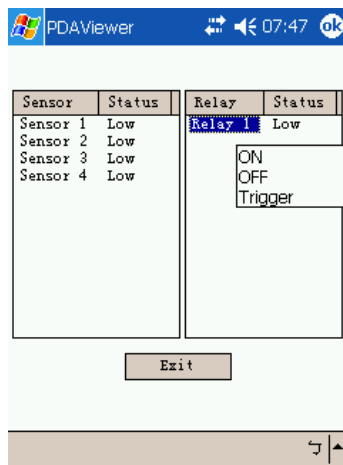 PDAViewer 07:47 ok
Sensor Status Relay Status
Sensor 1 Low Relay 1 Low
Sensor 2 Low
Sensor 3 Low ON
Sensor 4 Low OFF
Trigger
Exit
ㄅ